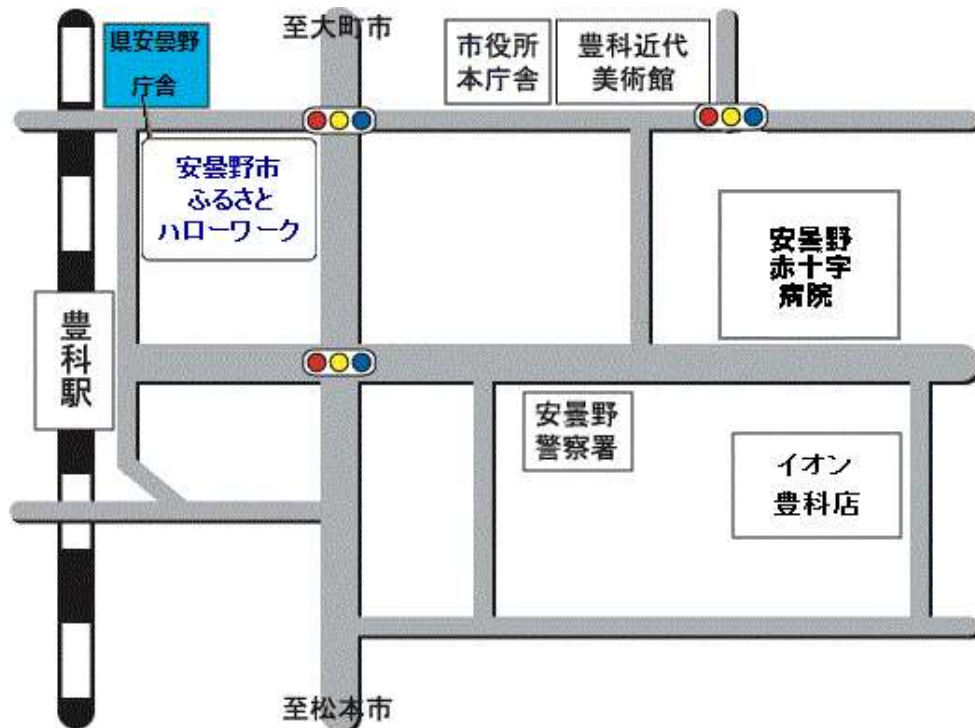 至大町市
県安曇野
庁舎
市役所
本庁舎
豊科近代
美術館
安曇野市
ふるさと
ハローワーク
安曇野
赤十字
病院
豊科駅
安曇野
警察署
イオン
豊科店
至松本市